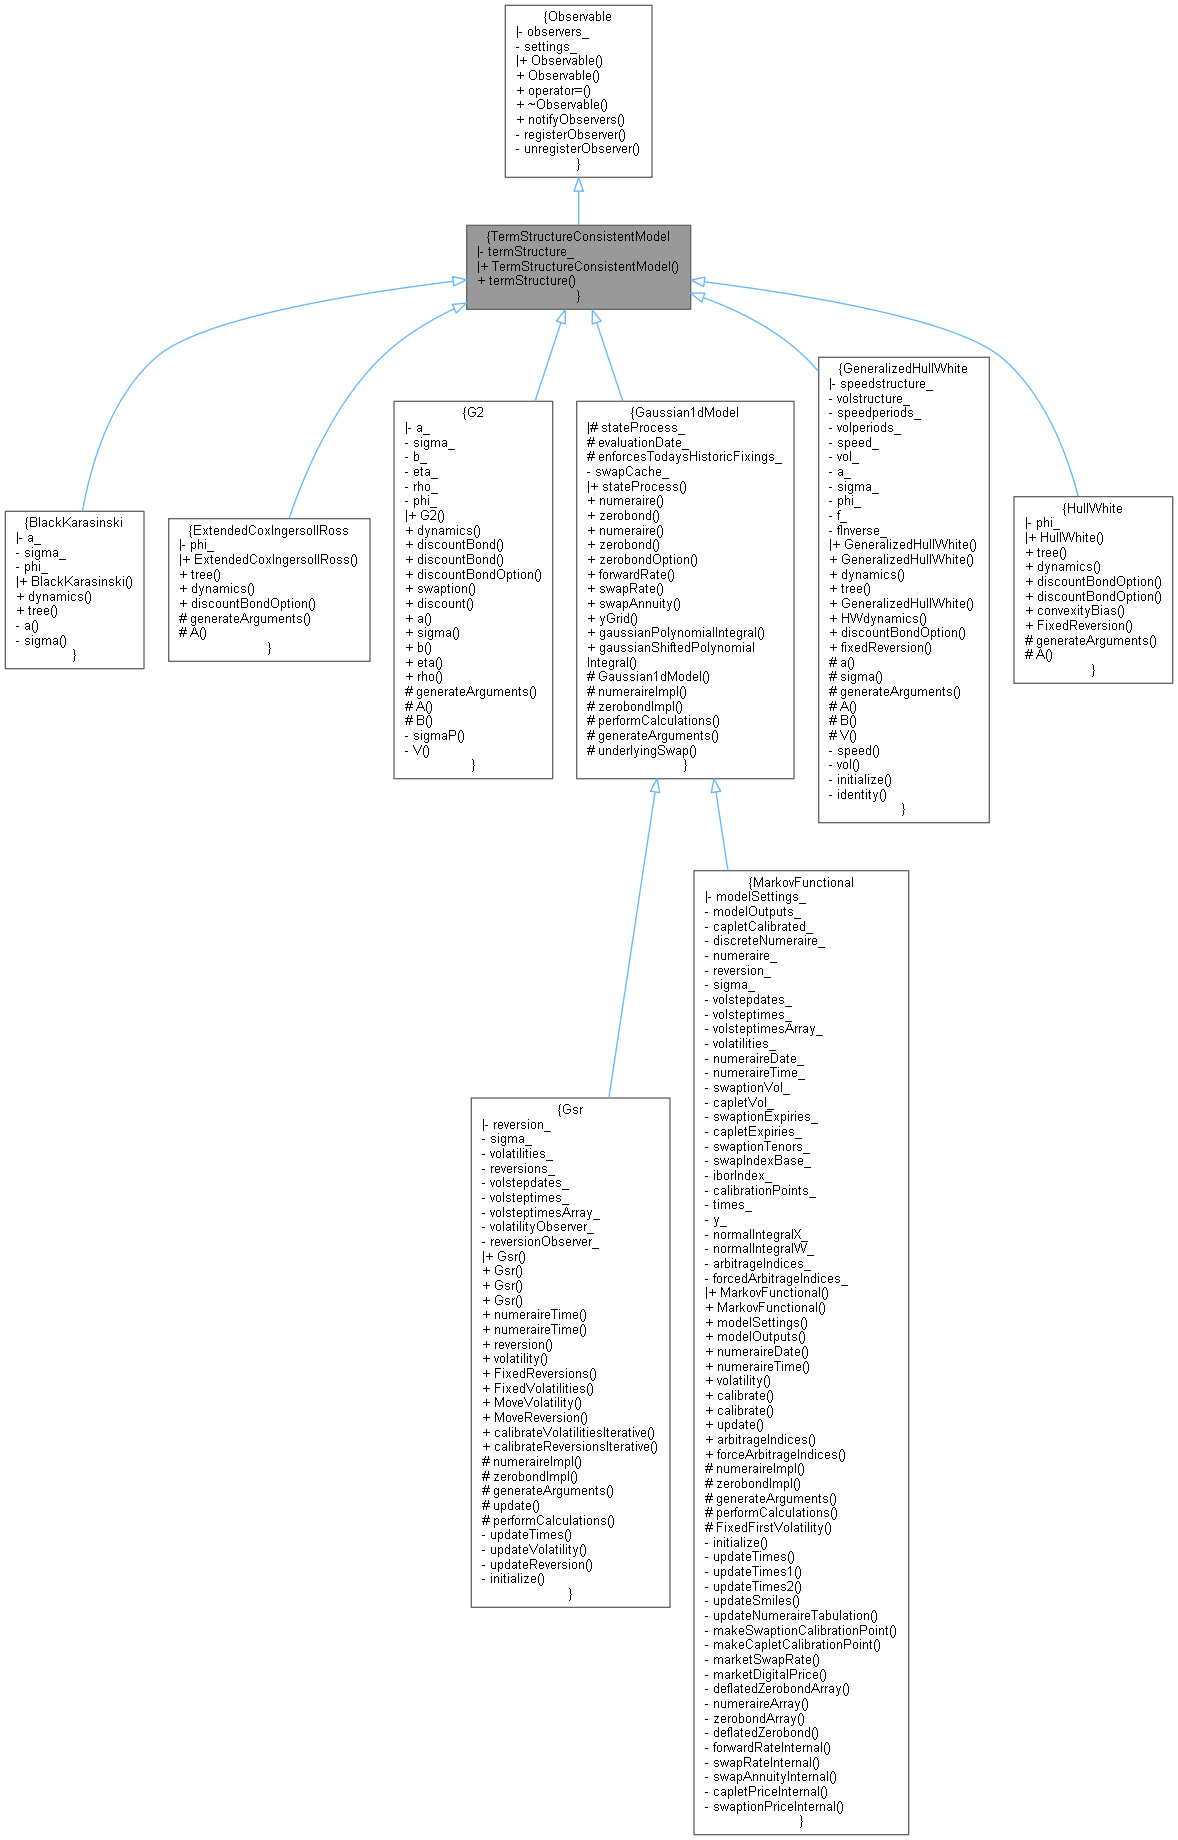 {Observable
|- observers_
- settings_
|+ Observable()
+ Observable()
+ operator=()
+ ~Observable()
+ notifyObservers()
- registerObserver()
- unregisterObserver()
}
{TermStructureConsistentModel
|- termStructure_
|+ TermStructureConsistentModel()
+ termStructure()
}
{BlackKarasinski
|- a_
- sigma_
- phi_
|+ BlackKarasinski()
+ dynamics()
+ tree()
- a()
- sigma()
}
{ExtendedCoxIngersollRoss
|- phi_
|+ ExtendedCoxIngersollRoss()
+ tree()
+ dynamics()
+ discountBondOption()
# generateArguments()
# A()
}
{G2
|- a_
- sigma_
- b_
- eta_
- rho_
- phi_
|+ G2()
+ dynamics()
+ discountBond()
+ discountBond()
+ discountBondOption()
+ swaption()
+ discount()
+ a()
+ sigma()
+ b()
+ eta()
+ rho()
# generateArguments()
# A()
# B()
- sigmaP()
- V()
}
{Gaussian1dModel
|# stateProcess_
# evaluationDate_
# enforcesTodaysHistoricFixings_
- swapCache_
|+ stateProcess()
+ numeraire()
+ zerobond()
+ numeraire()
+ zerobond()
+ zerobondOption()
+ forwardRate()
+ swapRate()
+ swapAnnuity()
+ yGrid()
+ gaussianPolynomialIntegral()
+ gaussianShiftedPolynomial
Integral()
# Gaussian1dModel()
# numeraireImpl()
# zerobondImpl()
# performCalculations()
# generateArguments()
# underlyingSwap()
}
{GeneralizedHullWhite
|- speedstructure_
- volstructure_
- speedperiods_
- volperiods_
- speed_
- vol_
- a_
- sigma_
- phi_
- f_
- fInverse_
|+ GeneralizedHullWhite()
+ GeneralizedHullWhite()
+ dynamics()
+ tree()
+ GeneralizedHullWhite()
+ HWdynamics()
+ discountBondOption()
+ fixedReversion()
# a()
# sigma()
# generateArguments()
# A()
# B()
# V()
- speed()
- vol()
- initialize()
- identity()
}
{HullWhite
|- phi_
|+ HullWhite()
+ tree()
+ dynamics()
+ discountBondOption()
+ discountBondOption()
+ convexityBias()
+ FixedReversion()
# generateArguments()
# A()
}
{Gsr
|- reversion_
- sigma_
- volatilities_
- reversions_
- volstepdates_
- volsteptimes_
- volsteptimesArray_
- volatilityObserver_
- reversionObserver_
|+ Gsr()
+ Gsr()
+ Gsr()
+ Gsr()
+ numeraireTime()
+ numeraireTime()
+ reversion()
+ volatility()
+ FixedReversions()
+ FixedVolatilities()
+ MoveVolatility()
+ MoveReversion()
+ calibrateVolatilitiesIterative()
+ calibrateReversionsIterative()
# numeraireImpl()
# zerobondImpl()
# generateArguments()
# update()
# performCalculations()
- updateTimes()
- updateVolatility()
- updateReversion()
- initialize()
}
{MarkovFunctional
|- modelSettings_
- modelOutputs_
- capletCalibrated_
- discreteNumeraire_
- numeraire_
- reversion_
- sigma_
- volstepdates_
- volsteptimes_
- volsteptimesArray_
- volatilities_
- numeraireDate_
- numeraireTime_
- swaptionVol_
- capletVol_
- swaptionExpiries_
- capletExpiries_
- swaptionTenors_
- swapIndexBase_
- iborIndex_
- calibrationPoints_
- times_
- y_
- normalIntegralX_
- normalIntegralW_
- arbitrageIndices_
- forcedArbitrageIndices_
|+ MarkovFunctional()
+ MarkovFunctional()
+ modelSettings()
+ modelOutputs()
+ numeraireDate()
+ numeraireTime()
+ volatility()
+ calibrate()
+ calibrate()
+ update()
+ arbitrageIndices()
+ forceArbitrageIndices()
# numeraireImpl()
# zerobondImpl()
# generateArguments()
# performCalculations()
# FixedFirstVolatility()
- initialize()
- updateTimes()
- updateTimes1()
- updateTimes2()
- updateSmiles()
- updateNumeraireTabulation()
- makeSwaptionCalibrationPoint()
- makeCapletCalibrationPoint()
- marketSwapRate()
- marketDigitalPrice()
- deflatedZerobondArray()
- numeraireArray()
- zerobondArray()
- deflatedZerobond()
- forwardRateInternal()
- swapRateInternal()
- swapAnnuityInternal()
- capletPriceInternal()
- swaptionPriceInternal()
}